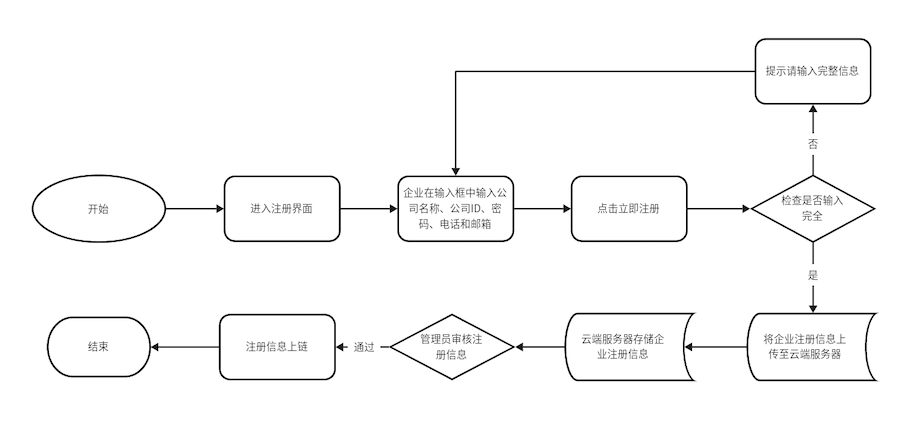 提示请输入完整信息
否
开始
进入注册界面
企业在输入框中输入公
司名称、公司ID、密
码、电话和邮箱
点击立即注册
检查是否输入
完全
是
结束
注册信息上链
通过
管理员审核注
册信息
云端服务器存储企
业注册信息
将企业注册信息上
传至云端服务器